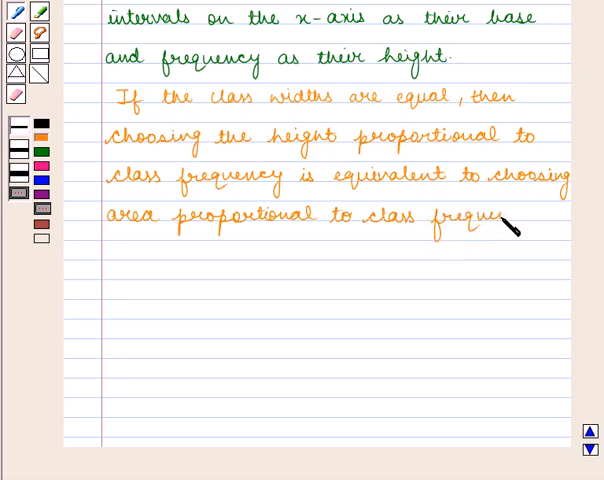 intervals on the x-axis as their base
and frequency as their height.
If the class widths are equal, then
choosing the height proportional to
class frequency is equivalent to choosing
area proportional to class freque